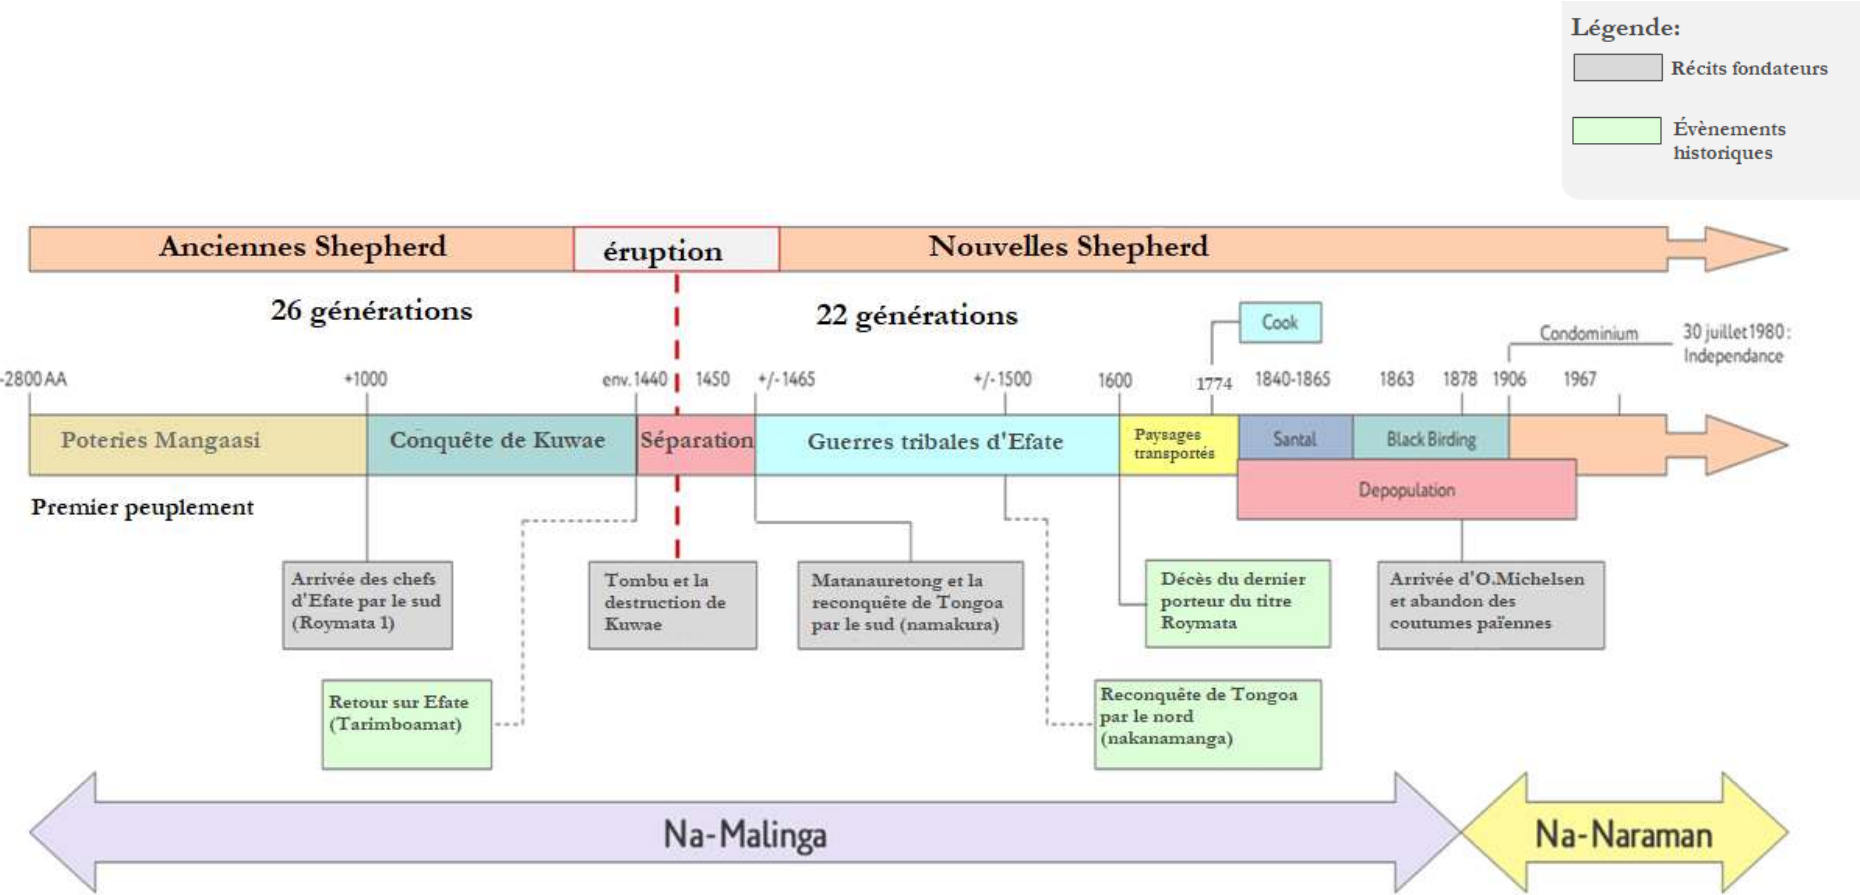 Légende:
Récits fondateurs
Évènements
historiques
Anciennes Shepherd
éruption
Nouvelles Shepherd
26 générations
22 générations
Cook
Condominium
30 juillet1980 :
Independance
-2800 AA
+1000
env. 1440
1450
+/-1465
+/-1500
1600
1774
1840-1865
1863
1878
1906
1967
Poteries Mangaasi
Conquête de Kuwae
Séparation
Guerres tribales d'Efate
Paysages
transportés
Santal
Black Birding
Depopulation
Premier peuplement
Arrivée des chefs
d'Efate par le sud
(Roymata 1)
Tombu et la
destruction de
Kuwae
Matanauretong et la
reconquête de Tongoa
par le sud (namakura)
Décès du dernier
porteur du titre
Roymata
Arrivée d'O.Michelsen
et abandon des
coutumes païennes
Retour sur Efate
(Tarimboamat)
Reconquête de Tongoa
par le nord
(nakanamanga)
Na-Malinga
Na-Naraman